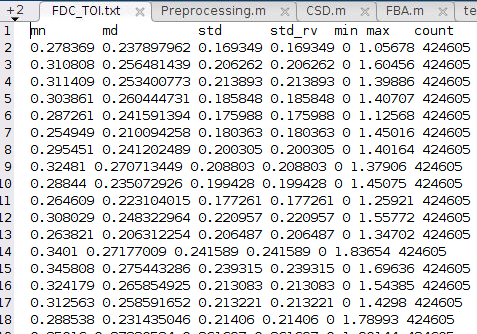 +2 FDC_TOI.txt Preprocessing.m CSD.m FBA.m te
1 mn md std std_rv min max count
2 0.278369 0.237897962 0.169349 0.169349 0 1.05678 424605
3 0.310808 0.256481439 0.206262 0.206262 0 1.60456 424605
4 0.311409 0.253400773 0.213893 0.213893 0 1.39886 424605
5 0.303861 0.260444731 0.185848 0.185848 0 1.40707 424605
6 0.287261 0.241591394 0.175988 0.175988 0 1.12568 424605
7 0.254949 0.210094258 0.180363 0.180363 0 1.45016 424605
8 0.295451 0.241202489 0.200305 0.200305 0 1.40164 424605
9 0.32481 0.270713449 0.208803 0.208803 0 1.37906 424605
10 0.28844 0.235072926 0.199428 0.199428 0 1.45075 424605
11 0.264609 0.223104015 0.177261 0.177261 0 1.25921 424605
12 0.308029 0.248322964 0.220957 0.220957 0 1.55772 424605
13 0.263821 0.206312254 0.206487 0.206487 0 1.34702 424605
14 0.3401 0.27177009 0.241589 0.241589 0 1.83654 424605
15 0.345808 0.275443286 0.239315 0.239315 0 1.69636 424605
16 0.324179 0.265854925 0.213083 0.213083 0 1.54385 424605
17 0.312563 0.258591652 0.213221 0.213221 0 1.4298 424605
18 0.288538 0.231435046 0.21406 0.21406 0 1.78993 424605